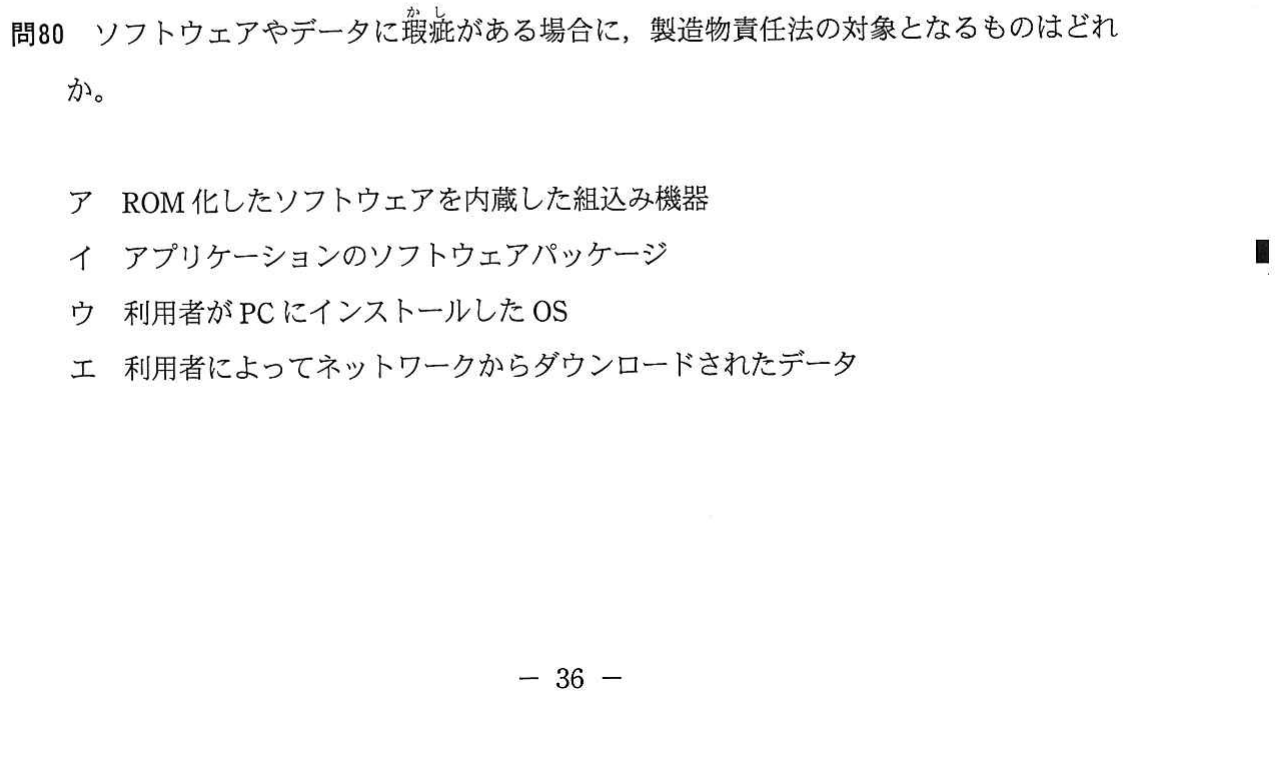 問80 ソフトウェアやデータに瑕疵がある場合に，製造物責任法の対象となるものはどれ
か。
ア ROM 化したソフトウェアを内蔵した組込み機器
イ アプリケーションのソフトウェアパッケージ
ウ 利用者が PC にインストールした OS
エ 利用者によってネットワークからダウンロードされたデータ
－ 36 －